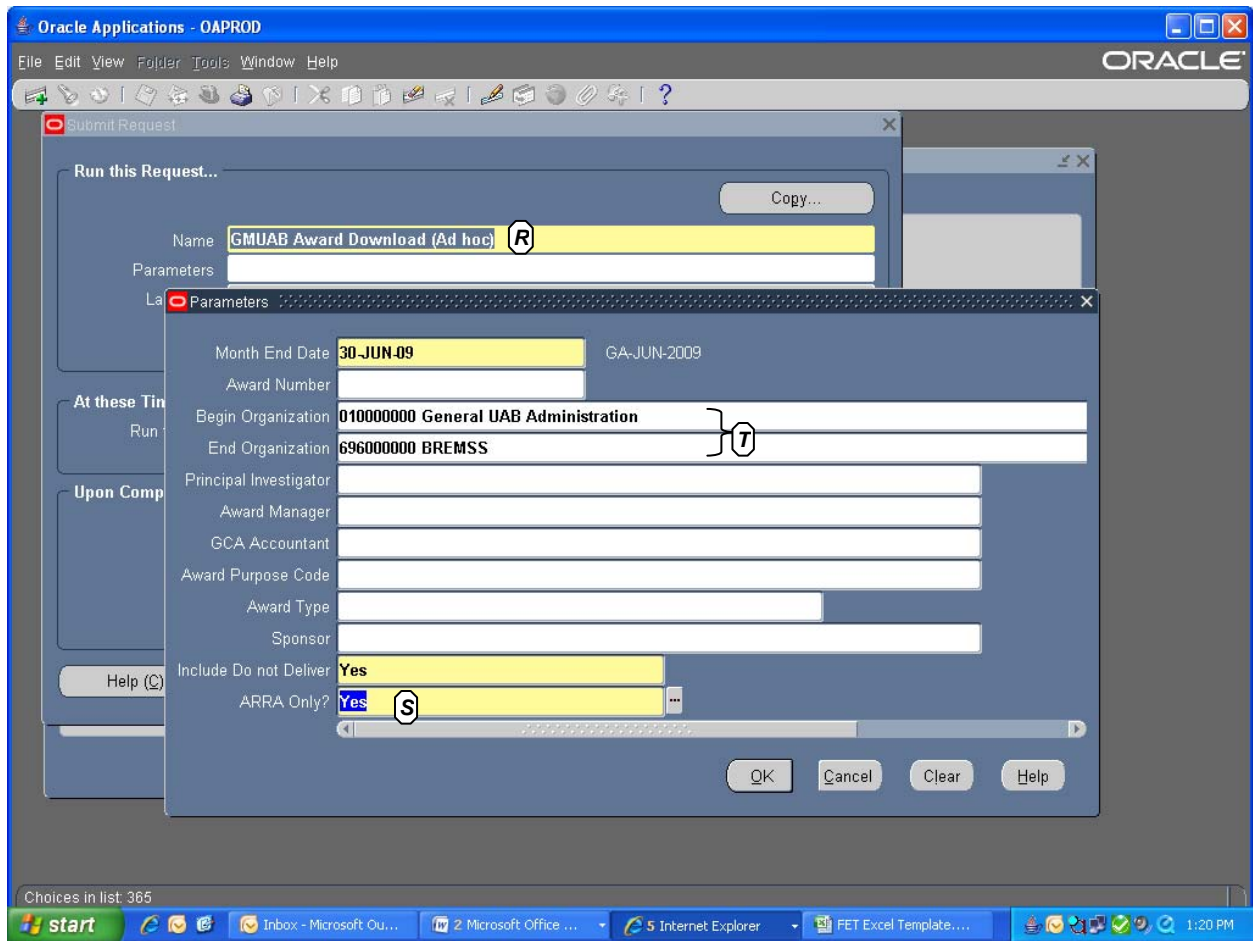 Oracle Applications - OAPROD
File Edit View Folder Tools Window Help
ORACLE
Submit Request
Run this Request...
Copy...
Name GMUAB Award Download (Ad hoc) R
Parameters
La
Parameters
Month End Date 30-JUN-09 GA-JUN-2009
Award Number
At these Tin
Begin Organization 010000000 General UAB Administration
Run
T
End Organization 696000000 BREMSS
Principal Investigator
Upon Comp
Award Manager
GCA Accountant
Award Purpose Code
Award Type
Sponsor
Include Do not Deliver Yes
Help (C)
ARRA Only? Yes S
OK Cancel Clear Help
Choices in list: 365
start Inbox - Microsoft Ou... 2 Microsoft Office ... 5 Internet Explorer FET Excel Template.... 1:20 PM